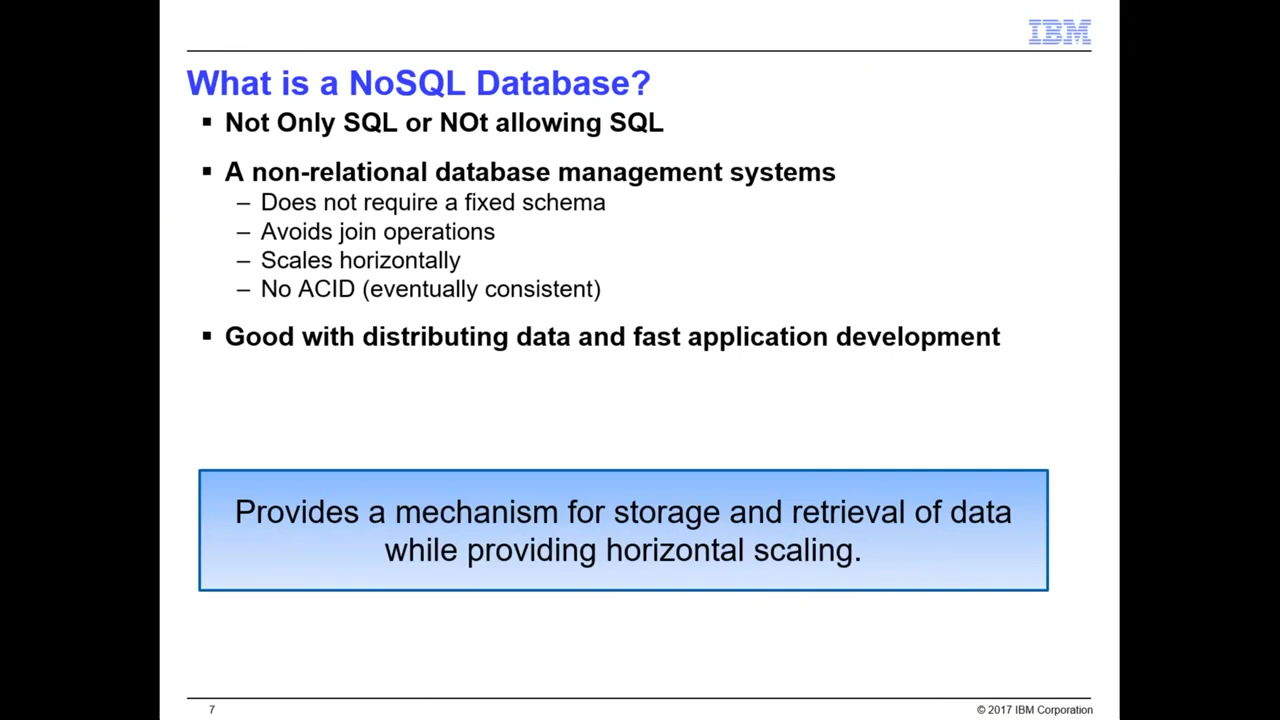 IBM
What is a NoSQL Database?
▪ Not Only SQL or NOt allowing SQL
▪ A non-relational database management systems
– Does not require a fixed schema
– Avoids join operations
– Scales horizontally
– No ACID (eventually consistent)
▪ Good with distributing data and fast application development
Provides a mechanism for storage and retrieval of data
while providing horizontal scaling.
7
© 2017 IBM Corporation